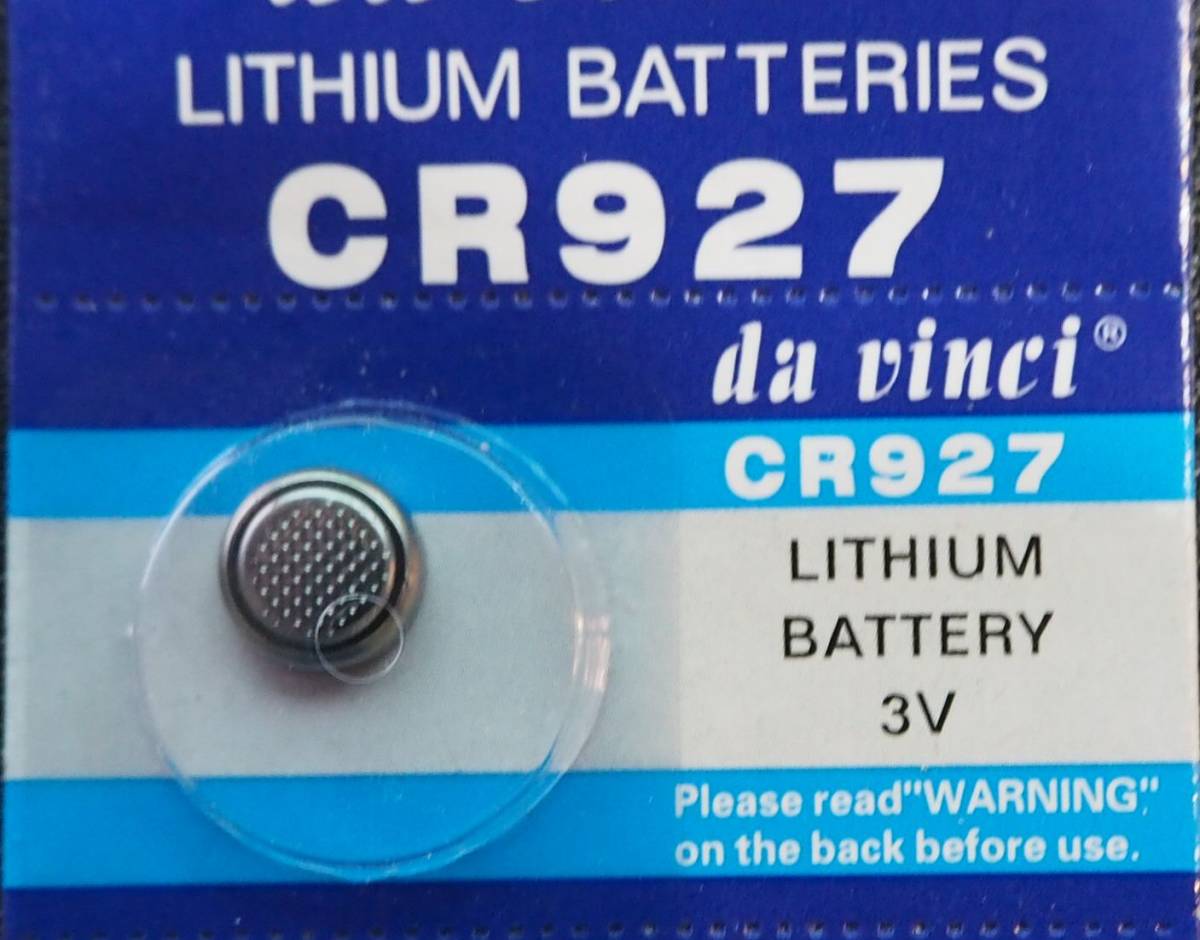 LITHIUM BATTERIES
CR927
da vinci®
CR927
LITHIUM
BATTERY
3V
Please read"WARNING"
on the back before use.